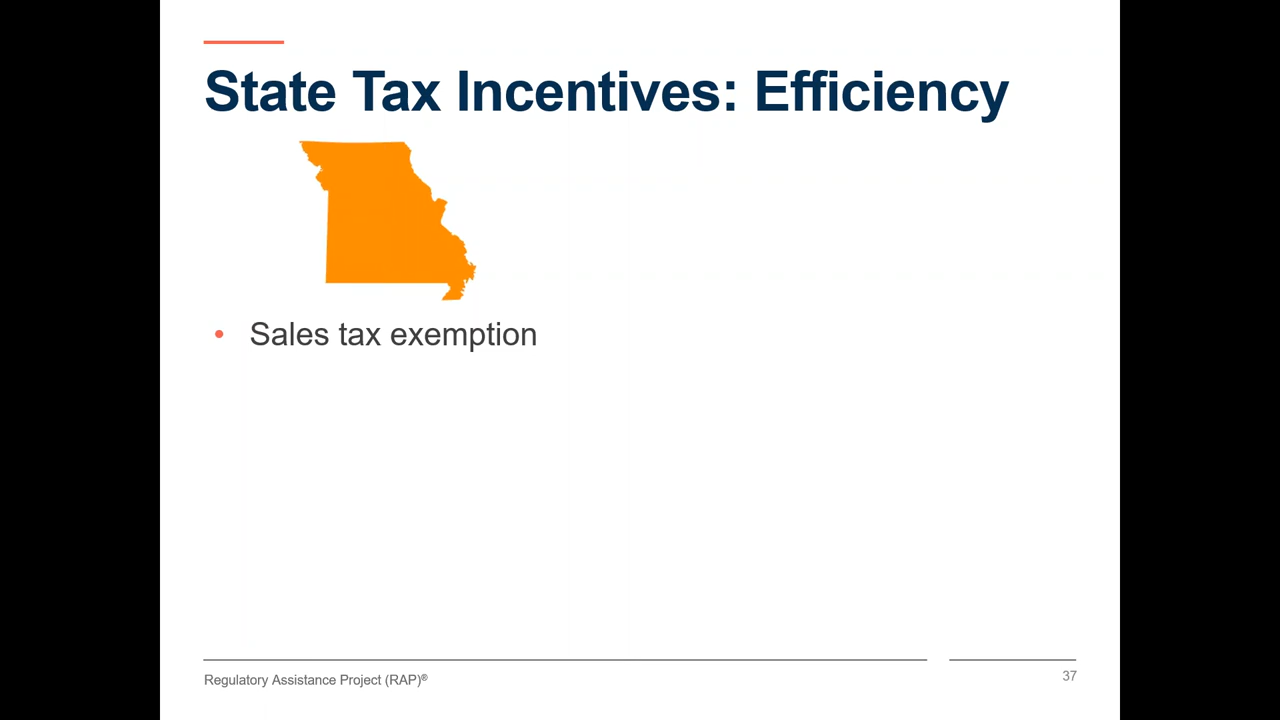 State Tax Incentives: Efficiency
• Sales tax exemption
Regulatory Assistance Project (RAP)®
37